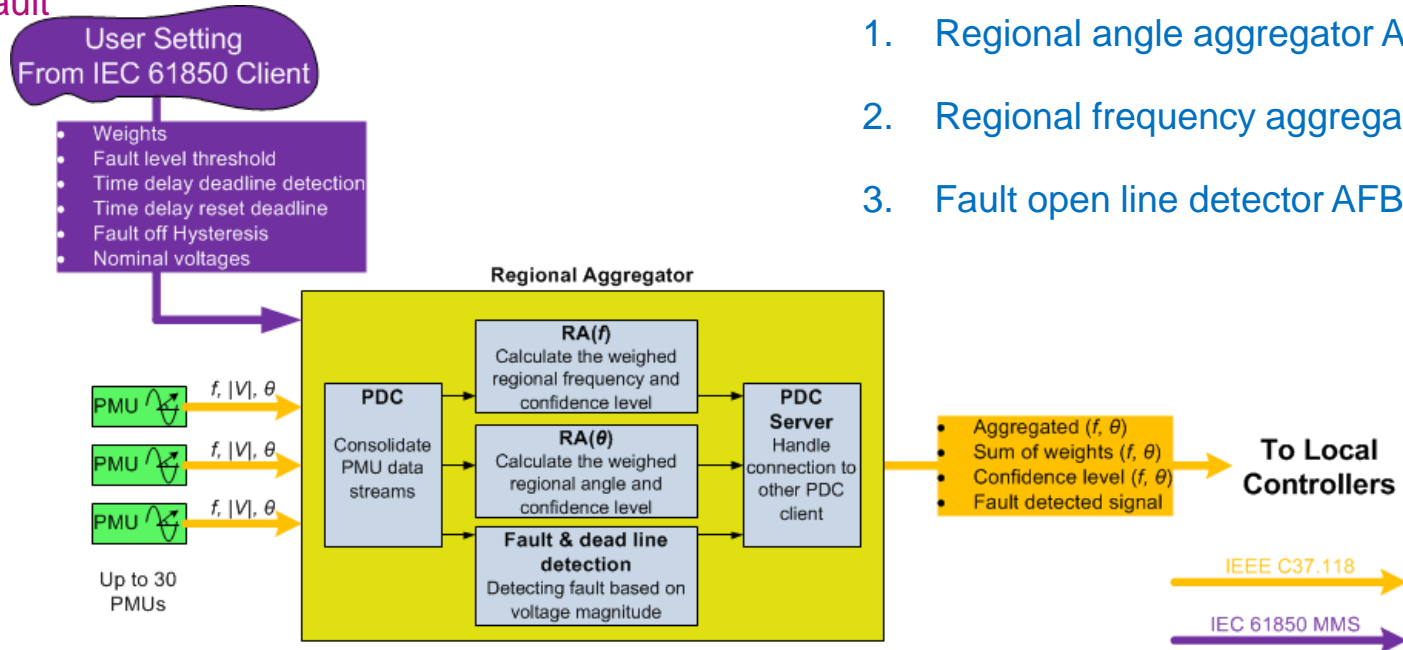 User Setting
From IEC 61850 Client
• Weights
• Fault level threshold
• Time delay deadline detection
• Time delay reset deadline
• Fault off Hysteresis
• Nominal voltages
1. Regional angle aggregator
2. Regional frequency
3. Fault open line detector AFB
Regional Aggregator
PMU
f, |V|, θ
PMU
f, |V|, θ
PMU
f, |V|, θ
Up to 30
PMUs
PDC
Consolidate
PMU data
streams
RA(f)
Calculate the weighed
regional frequency and
confidence level
RA(θ)
Calculate the weighed
regional angle and
confidence level
Fault & dead line
detection
Detecting fault based on
voltage magnitude
PDC
Server
Handle
connection to
other PDC
client
• Aggregated (f, θ)
• Sum of weights (f, θ)
• Confidence level (f, θ)
• Fault detected signal
To Local
Controllers
IEEE C37.118
IEC 61850 MMS